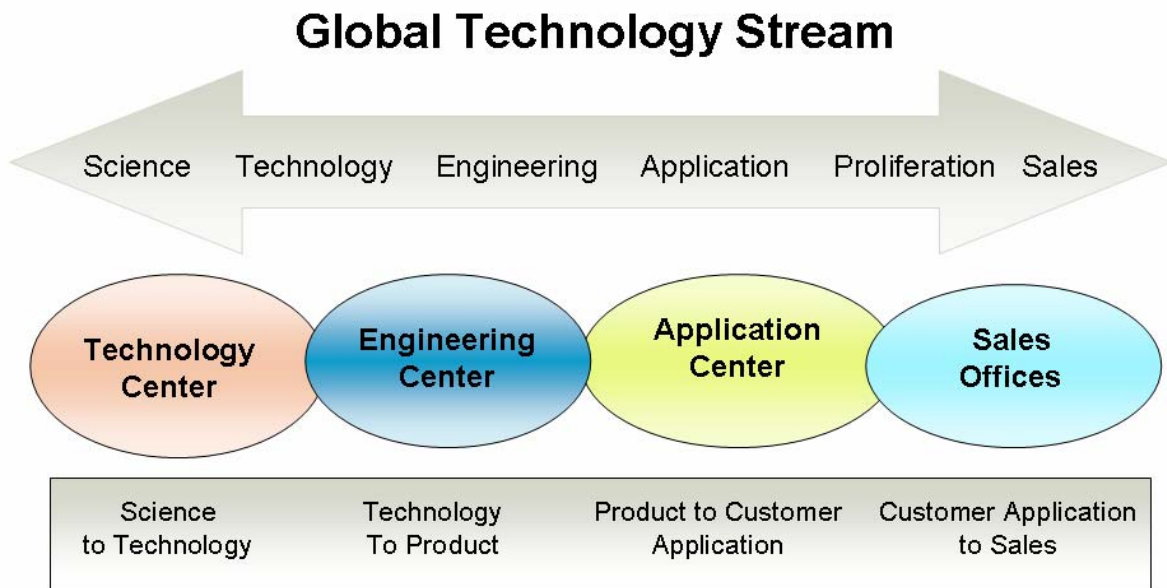 Global Technology Stream
Science Technology Engineering Application Proliferation Sales
Technology
Center
Engineering
Center
Application
Center
Sales
Offices
Science
to Technology
Technology
To Product
Product to Customer
Application
Customer Application
to Sales